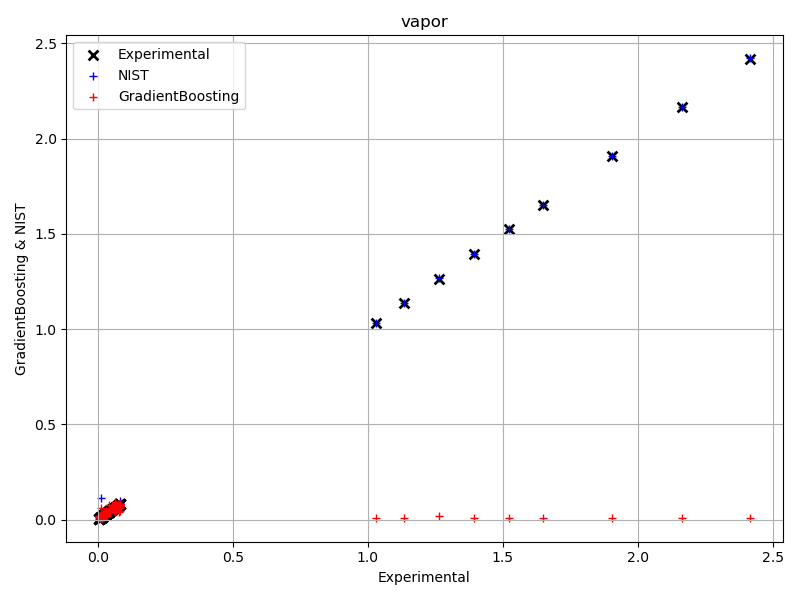 vapor
Experimental
NIST
GradientBoosting
GradientBoosting & NIST
2.5
2.0
1.5
1.0
0.5
0.0
0.0 0.5 1.0 1.5 2.0 2.5
Experimental